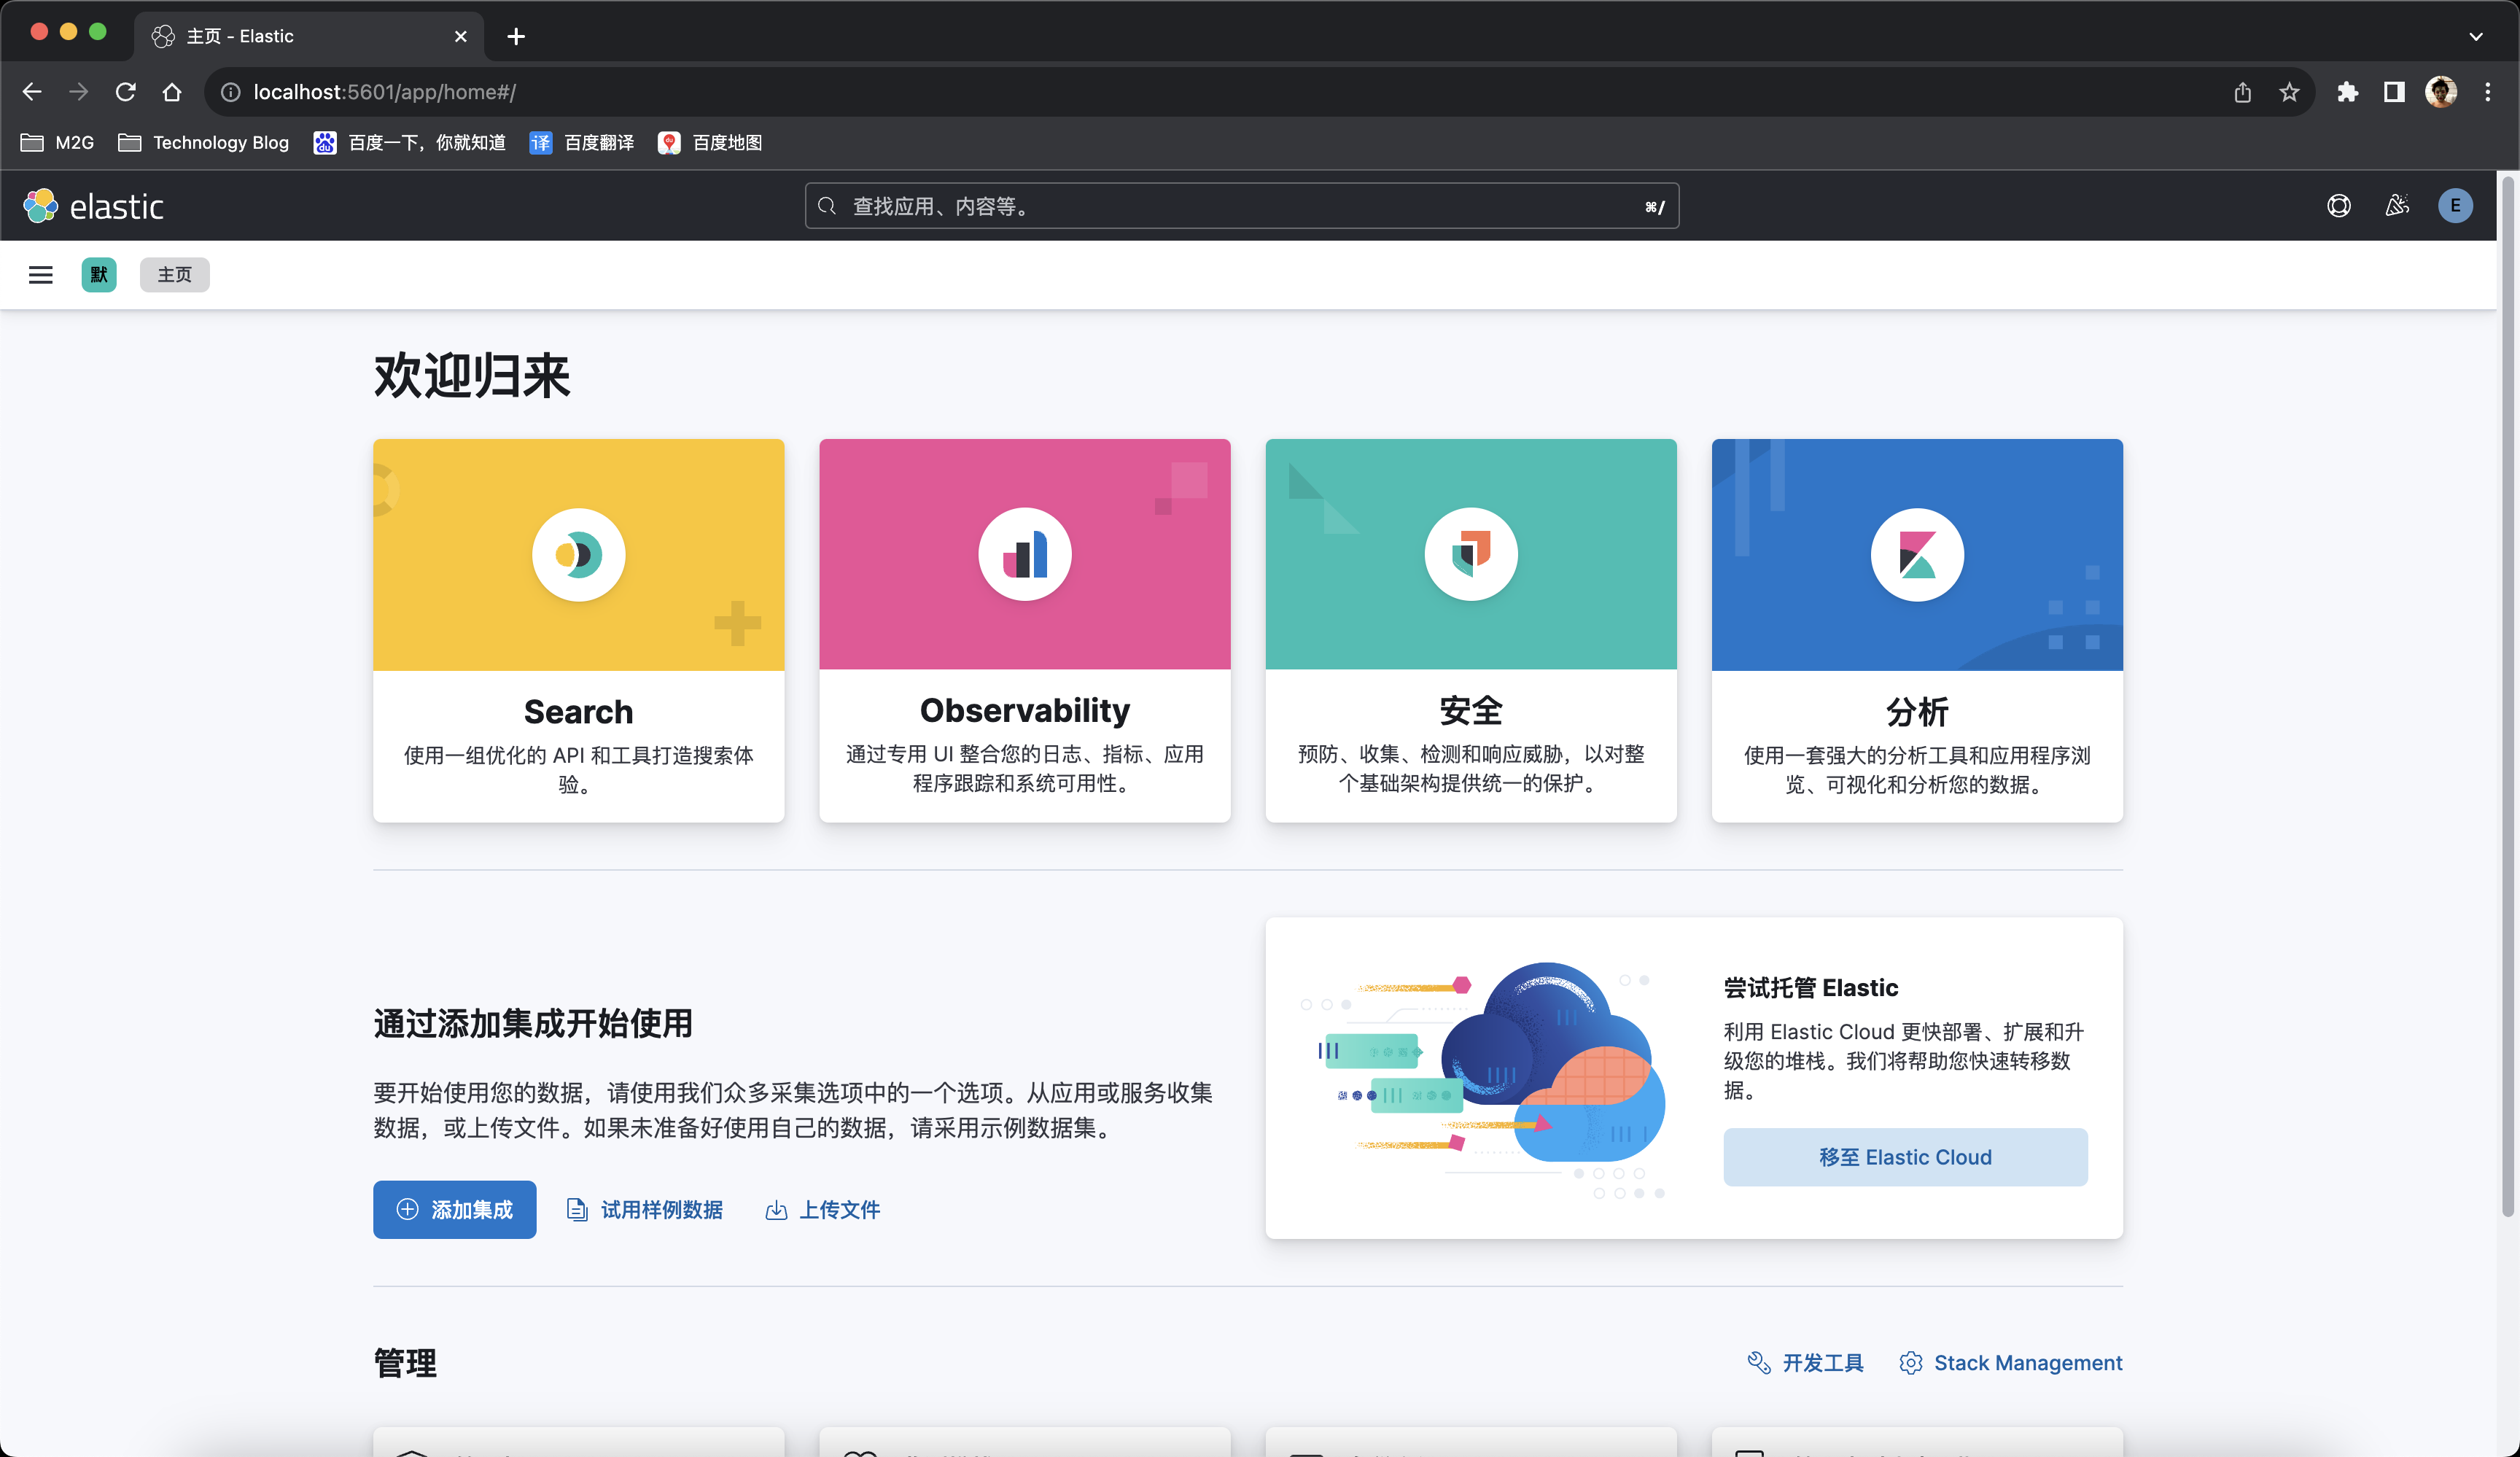 主页 - Elastic
localhost:5601/app/home#/
M2G
Technology Blog
百度一下，你就知道
译
百度翻译
百度地图
elastic
查找应用、内容等。
⌘/
E
默
主页
欢迎归来
Search
使用一组优化的 API 和工具打造搜索体
验。
Observability
通过专用 UI 整合您的日志、指标、应用
程序跟踪和系统可用性。
安全
预防、收集、检测和响应威胁，以对整
个基础架构提供统一的保护。
分析
使用一套强大的分析工具和应用程序浏
览、可视化和分析您的数据。
通过添加集成开始使用
要开始使用您的数据，请使用我们众多采集选项中的一个选项。从应用或服务收集
数据，或上传文件。如果未准备好使用自己的数据，请采用示例数据集。
添加集成
试用样例数据
上传文件
尝试托管 Elastic
利用 Elastic Cloud 更快部署、扩展和升
级您的堆栈。我们将帮助您快速转移数
据。
移至 Elastic Cloud
管理
开发工具
Stack Management